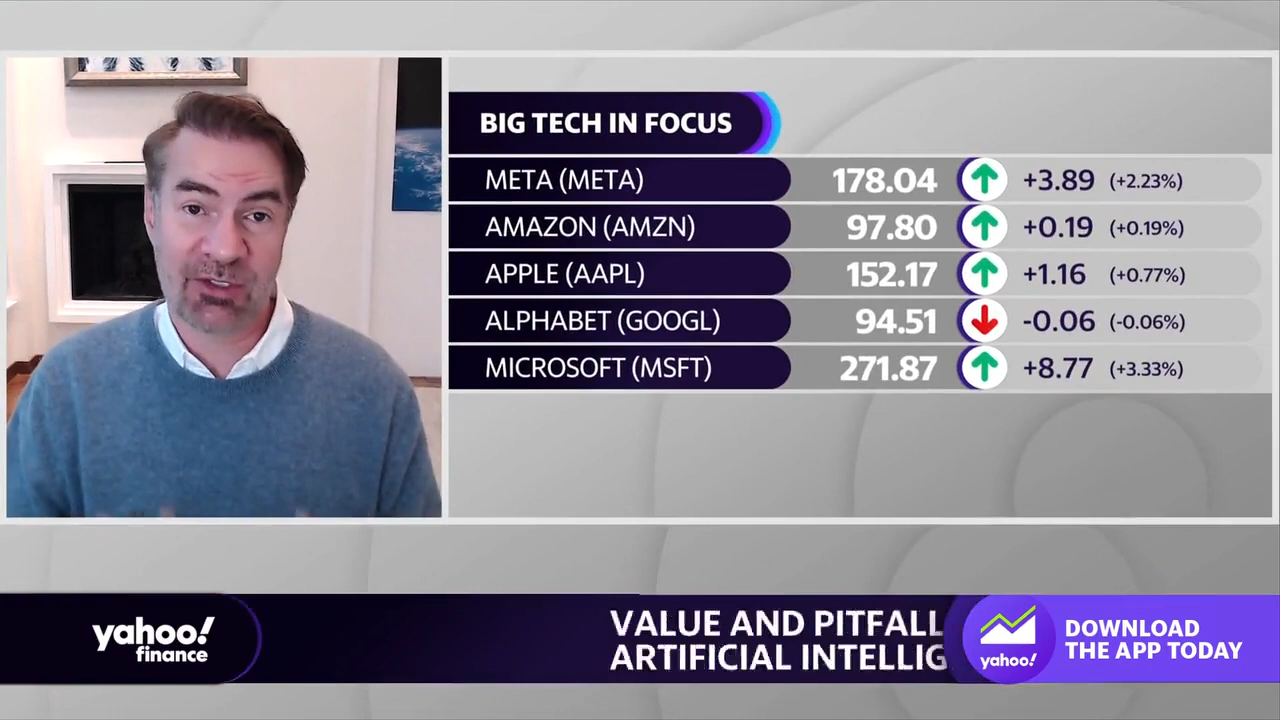 BIG TECH IN FOCUS
META (META) 178.04 +3.89 (+2.23%)
AMAZON (AMZN) 97.80 +0.19 (+0.19%)
APPLE (AAPL) 152.17 +1.16 (+0.77%)
ALPHABET (GOOGL) 94.51 -0.06 (-0.06%)
MICROSOFT (MSFT) 271.87 +8.77 (+3.33%)
yahoo!
finance
VALUE AND PITFALL
ARTIFICIAL INTELLIG
yahoo!
DOWNLOAD
THE APP TODAY